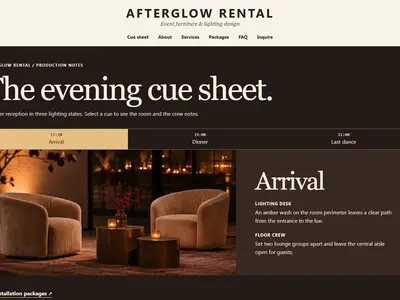 AFTERGLOW RENTAL
Event furniture & lighting design
Cue sheet About Services Packages FAQ Inquire
GLOW RENTAL / PRODUCTION NOTES
The evening cue sheet.
er reception in three lighting states. Select a cue to see the room and the crew notes.
17:30 19:00 21:00
Arrival Dinner Last dance
Arrival
LIGHTING DESK
An amber wash on the room perimeter leaves a clear path
from the entrance to the bar.
FLOOR CREW
Set two lounge groups apart and leave the central aisle
open for guests.
stallation packages ↗